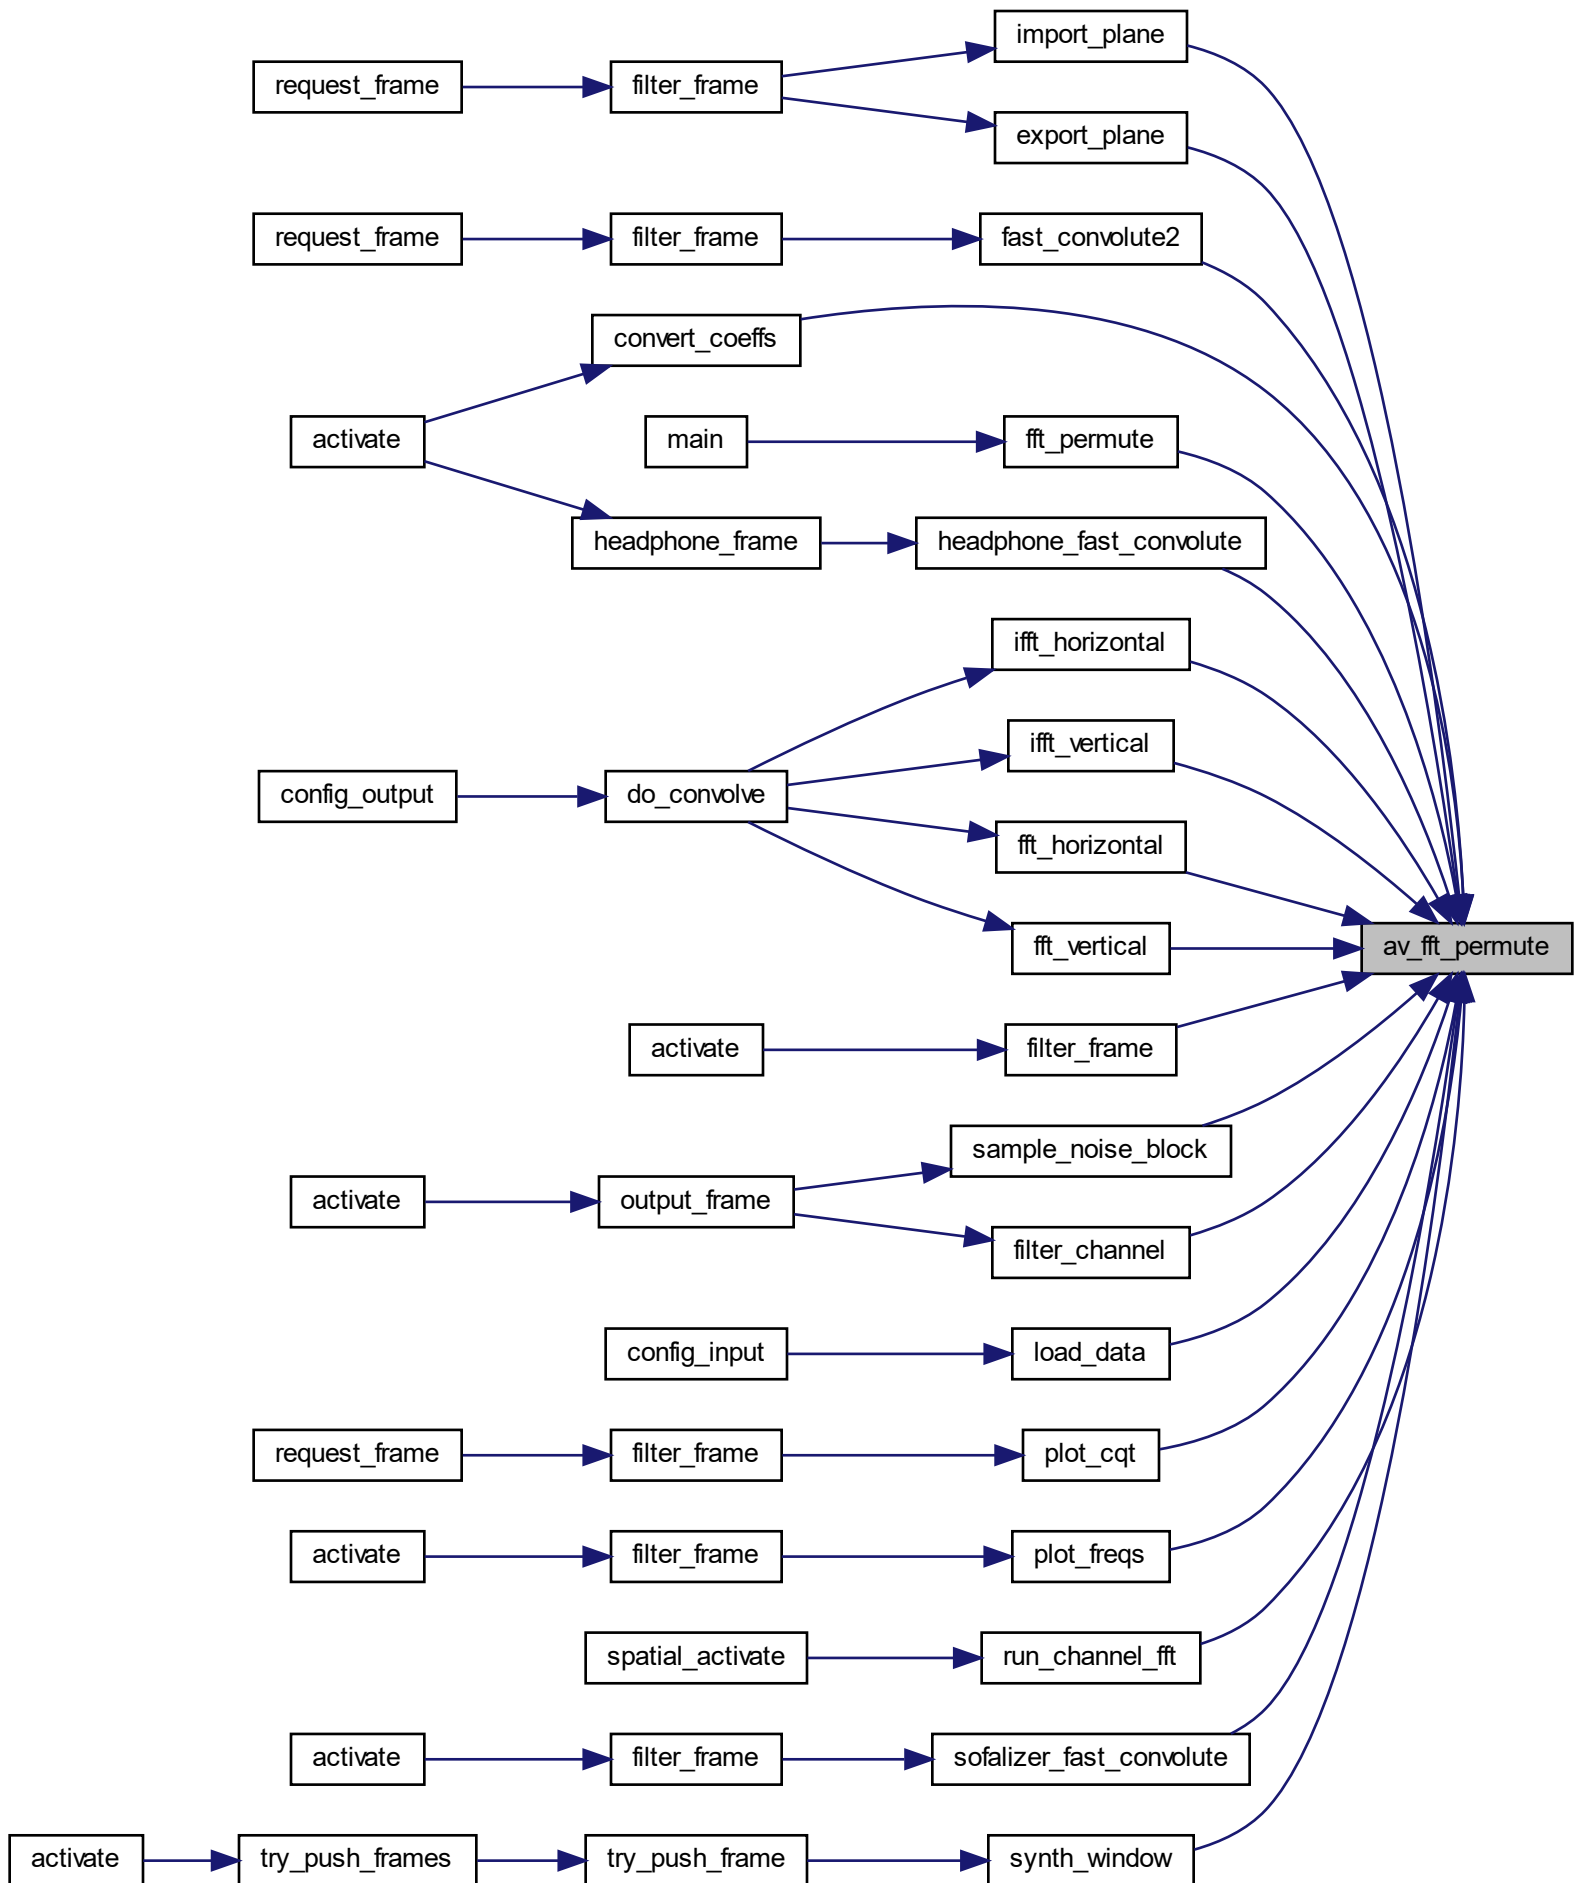 import_plane
request_frame
filter_frame
export_plane
request_frame
filter_frame
fast_convolute2
convert_coeffs
activate
main
fft_permute
headphone_frame
headphone_fast_convolute
ifft_horizontal
ifft_vertical
config_output
do_convolve
fft_horizontal
fft_vertical
av_fft_permute
activate
filter_frame
sample_noise_block
activate
output_frame
filter_channel
config_input
load_data
request_frame
filter_frame
plot_cqt
activate
filter_frame
plot_freqs
spatial_activate
run_channel_fft
activate
filter_frame
sofalizer_fast_convolute
activate
try_push_frames
try_push_frame
synth_window